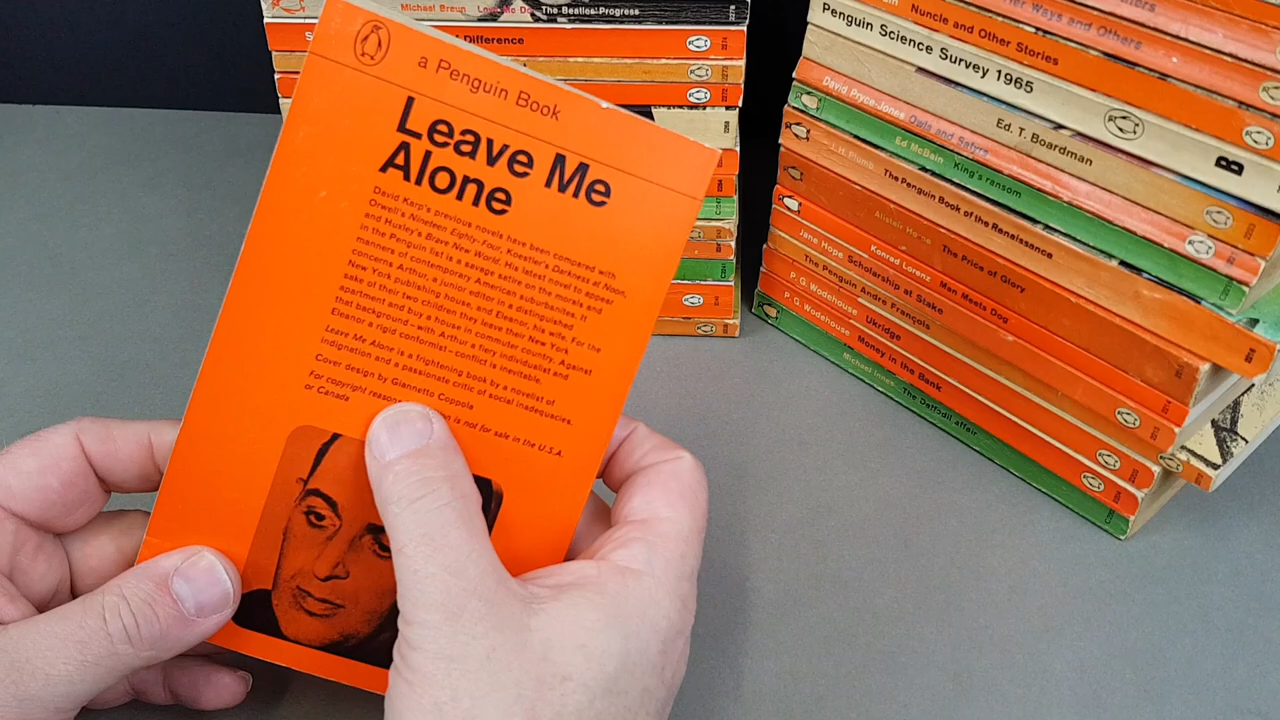 a Penguin Book
Leave Me
Alone
David Karp's previous novels have been compared with
Orwell's Nineteen Eighty-Four, Koestler's Darkness at Noon,
and Huxley's Brave New World. His latest novel to appear
in the Penguin list is a savage satire on the morals and
manners of contemporary American suburbanites. It
concerns Arthur, a junior editor in a distinguished
New York publishing house, and Eleanor, his wife. For the
sake of their two children they leave their New York
apartment and buy a house in commuter country. Against
that background – with Arthur a fiery individualist and
Eleanor a rigid conformist – conflict is inevitable.
Leave Me Alone is a frightening book by a novelist of
indignation and a passionate critic of social inadequacies.
Cover design by Giannetto Coppola
For copyright reasons
n is not for sale in the U.S.A.
or Canada
Michael Braun Love Me Do The Beatles' Progress
Difference
2274
2273
2272
Her Ways and Others
Nuncle and Other Stories
Penguin Science Survey 1965
B
Ed. T. Boardman
David Pryce-Jones Owls and Satyrs
Ed McBain King's ransom
J.H. Plumb The Penguin Book of the Renaissance
Alistair Horne The Price of Glory
Konrad Lorenz Man Meets Dog
Jane Hope Scholarship at Stake
The Penguin André François
P. G. Wodehouse Ukridge
P. G. Wodehouse Money in the Bank
Michael Innes The Daffodil affair